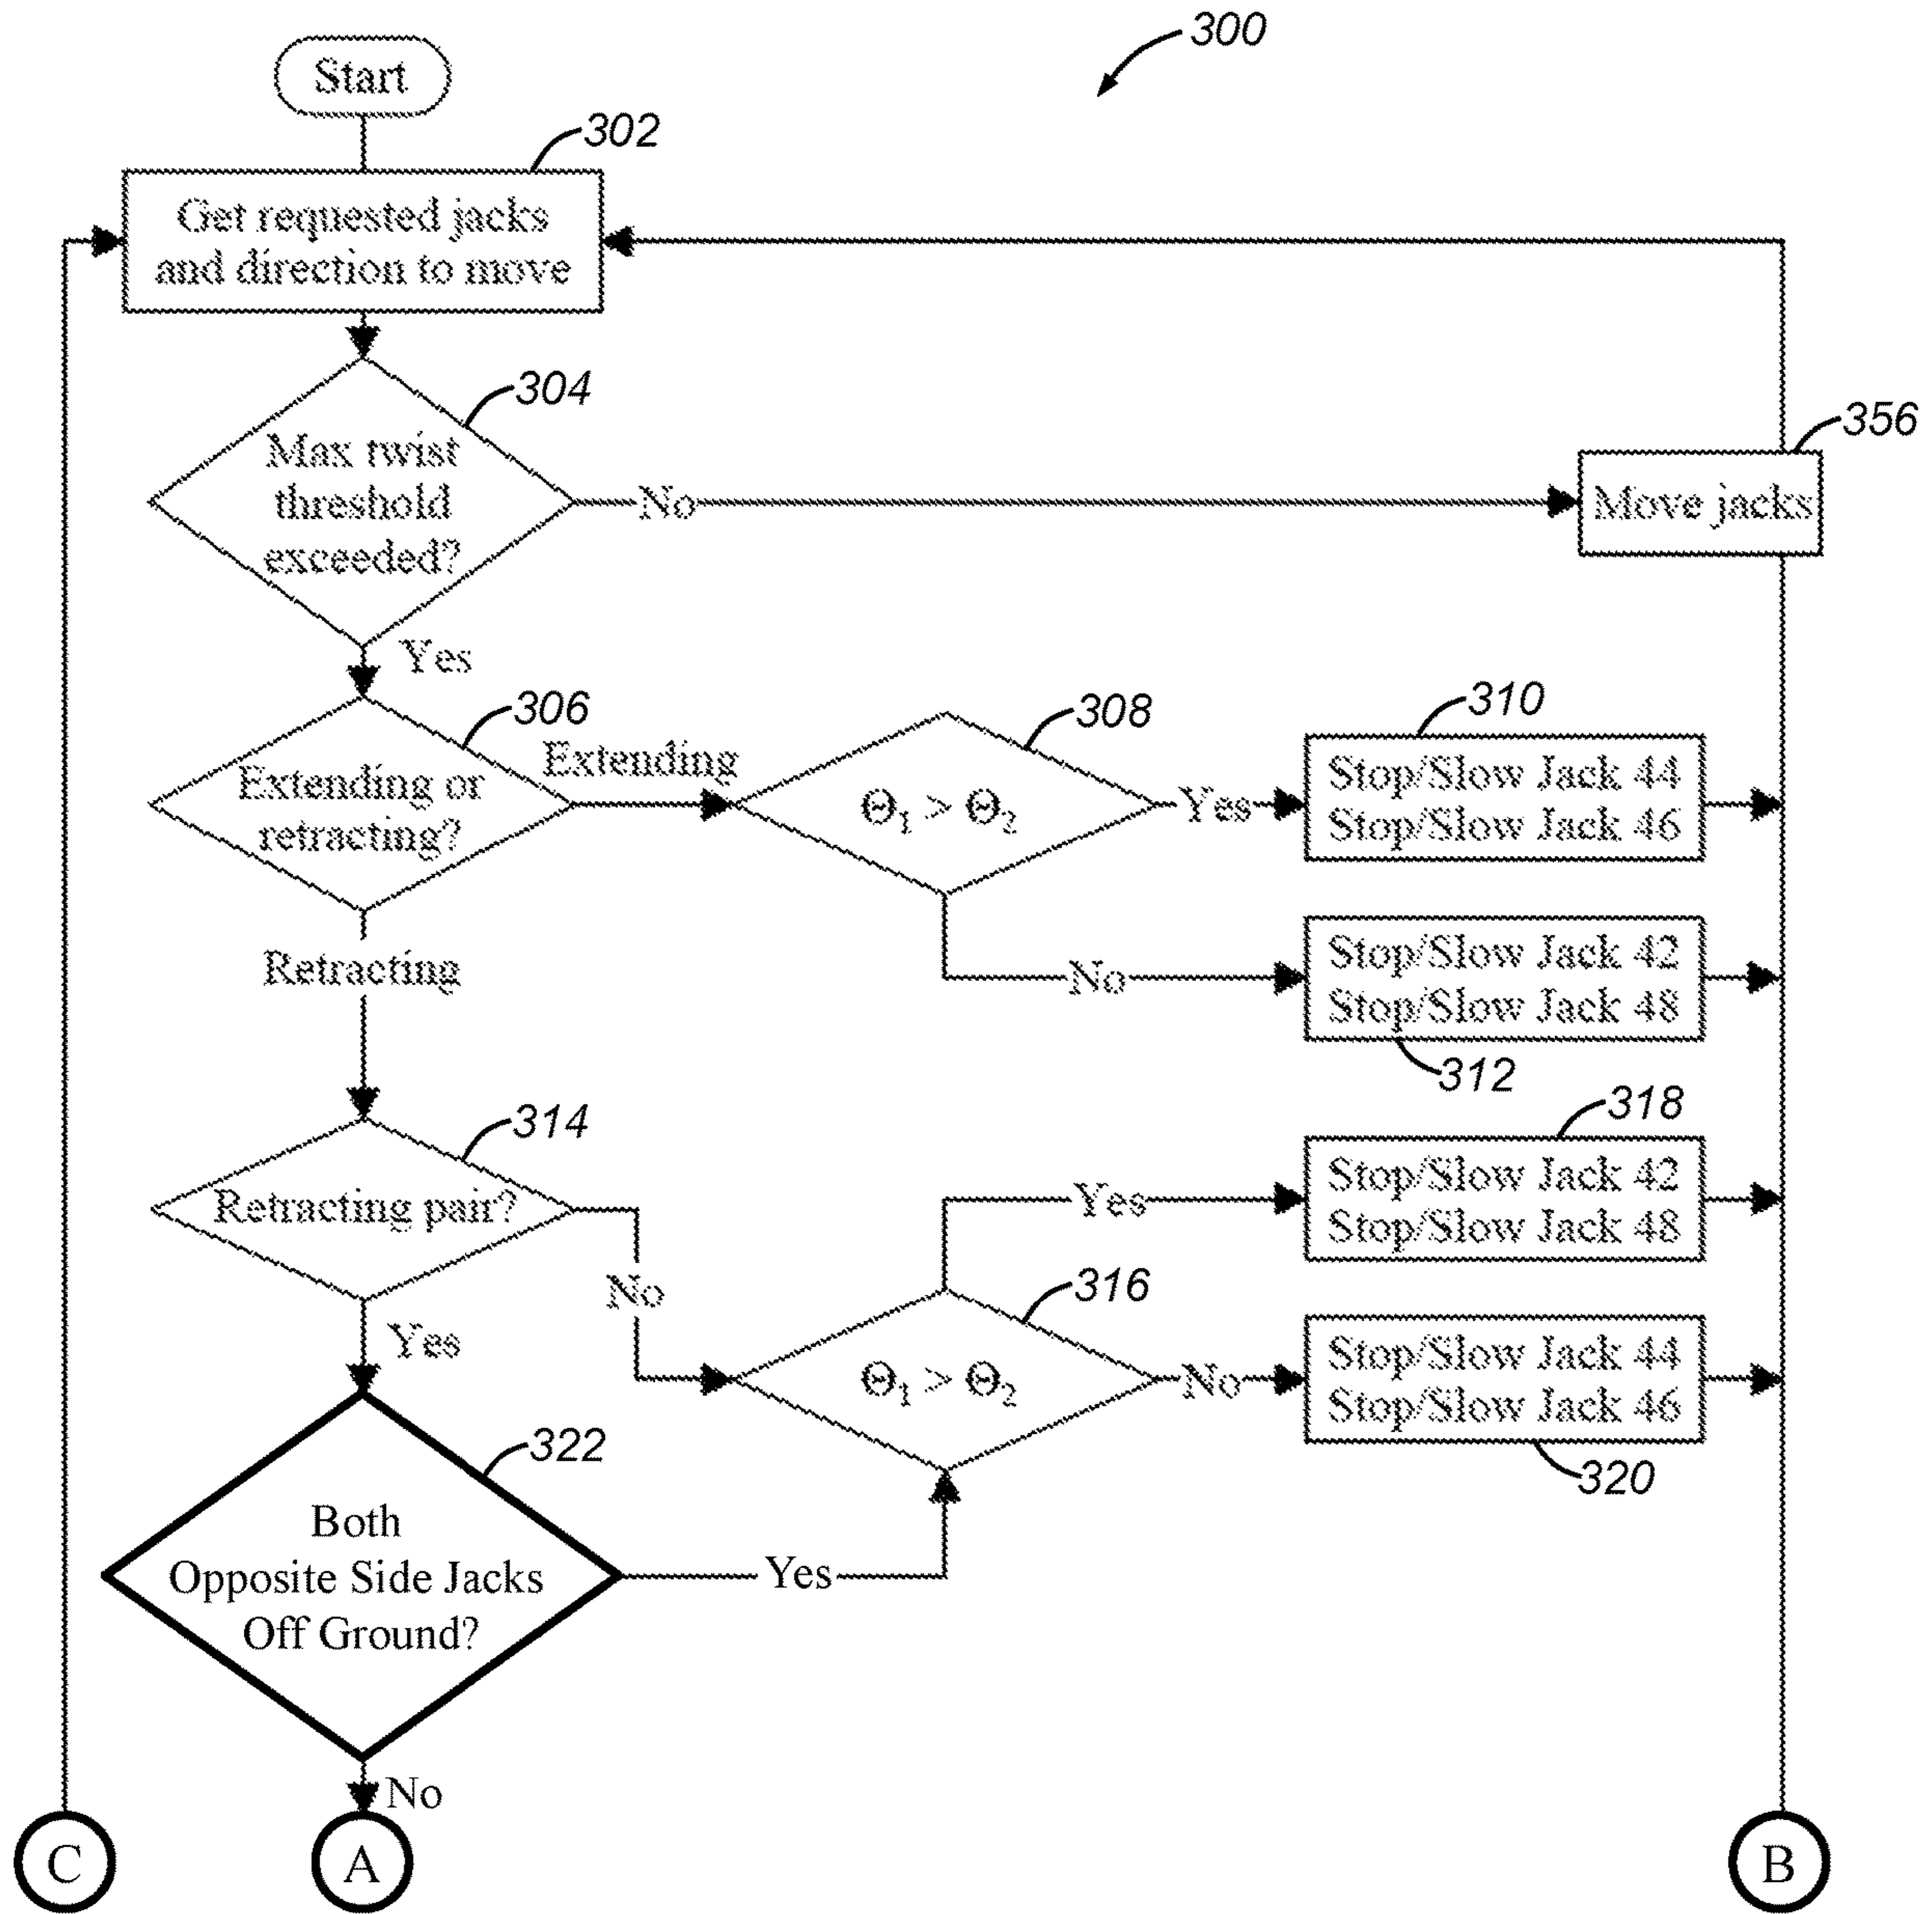 300
Start
302
Get requested jacks
and direction to move
304
Max twist
threshold
exceeded?
No
356
Move jacks
Yes
306
Extending or
retracting?
Extending
308
Θ₁ > Θ₂
Yes
310
Stop/Slow Jack 44
Stop/Slow Jack 46
No
Stop/Slow Jack 42
Stop/Slow Jack 48
312
Retracting
314
Retracting pair?
No
316
Θ₁ > Θ₂
Yes
318
Stop/Slow Jack 42
Stop/Slow Jack 48
No
Stop/Slow Jack 44
Stop/Slow Jack 46
320
Yes
322
Both
Opposite Side Jacks
Off Ground?
Yes
No
C
A
B